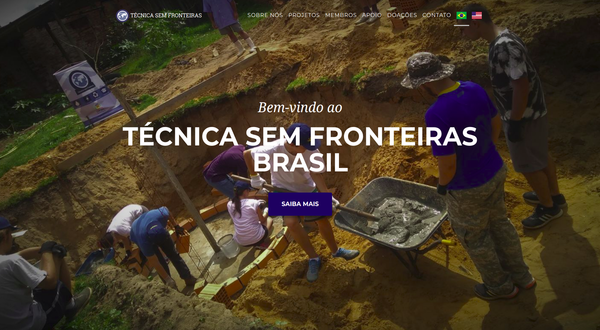 TÉCNICA SEM FRONTEIRAS
SOBRE NÓS PROJETOS MEMBROS APOIO DOAÇÕES CONTATO
Bem-vindo ao
TÉCNICA SEM FRONTEIRAS
BRASIL
SAIBA MAIS